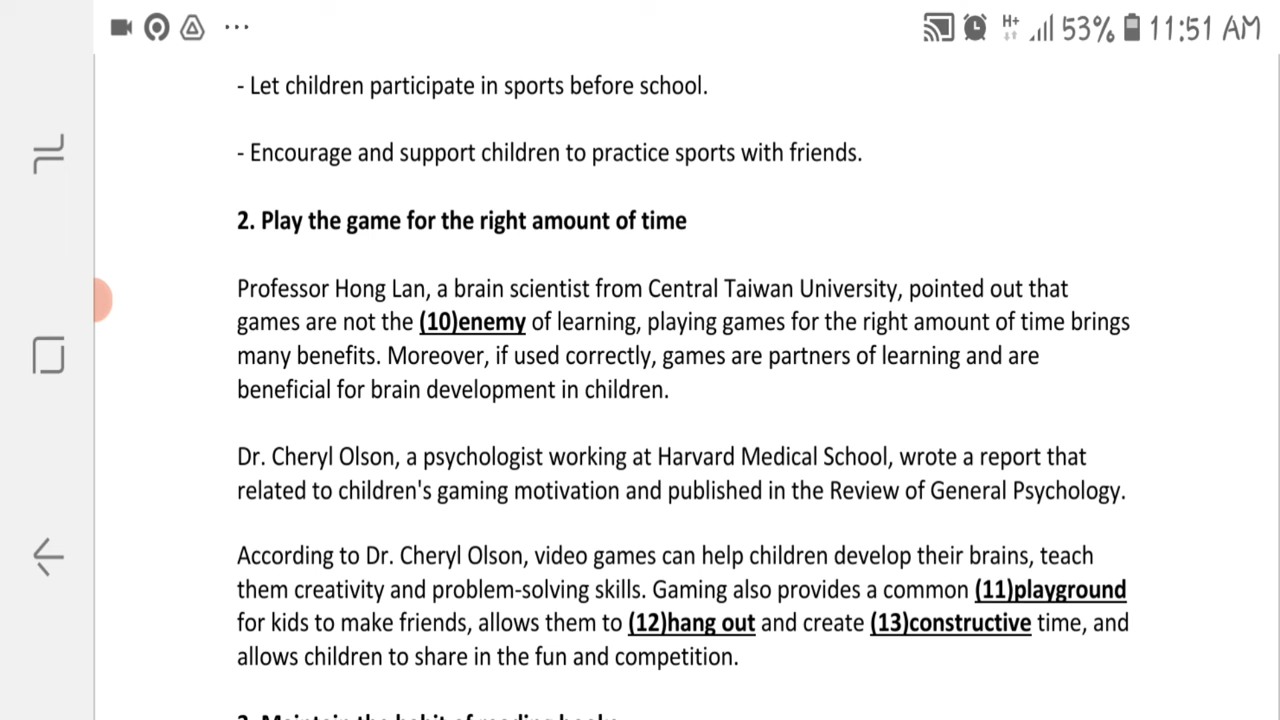 ... H+ 53% 11:51 AM
- Let children participate in sports before school.
- Encourage and support children to practice sports with friends.
2. Play the game for the right amount of time
Professor Hong Lan, a brain scientist from Central Taiwan University, pointed out that
games are not the (10)enemy of learning, playing games for the right amount of time brings
many benefits. Moreover, if used correctly, games are partners of learning and are
beneficial for brain development in children.
Dr. Cheryl Olson, a psychologist working at Harvard Medical School, wrote a report that
related to children's gaming motivation and published in the Review of General Psychology.
According to Dr. Cheryl Olson, video games can help children develop their brains, teach
them creativity and problem-solving skills. Gaming also provides a common (11)playground
for kids to make friends, allows them to (12)hang out and create (13)constructive time, and
allows children to share in the fun and competition.